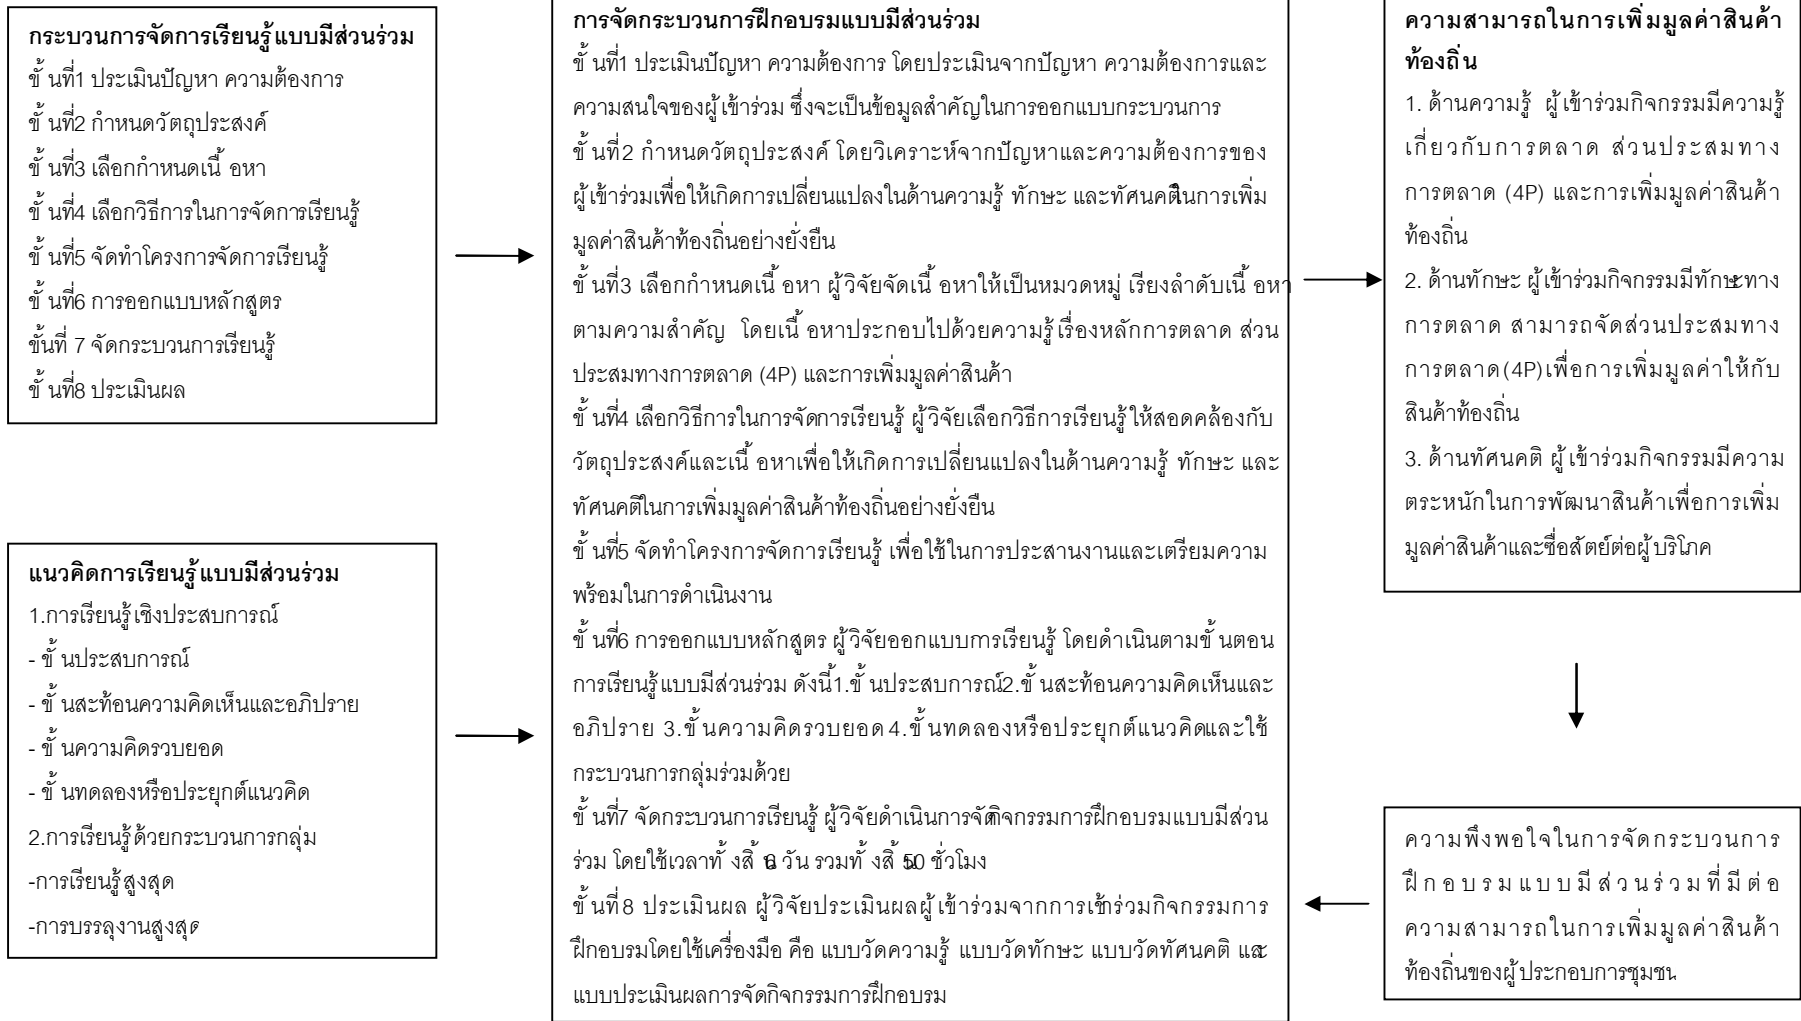 กระบวนการจัดการเรียนรู้แบบมีส่วนร่วม
ขั้นที่1 ประเมินปัญหา ความต้องการ
ขั้นที่2 กำหนดวัตถุประสงค์
ขั้นที่3 เลือกกำหนดเนื้อหา
ขั้นที่4 เลือกวิธีการในการจัดการเรียนรู้
ขั้นที่5 จัดทำโครงการจัดการเรียนรู้
ขั้นที่6 การออกแบบหลักสูตร
ขั้นที่ 7 จัดกระบวนการเรียนรู้
ขั้นที่8 ประเมินผล
แนวคิดการเรียนรู้แบบมีส่วนร่วม
1.การเรียนรู้เชิงประสบการณ์
- ขั้นประสบการณ์
- ขั้นสะท้อนความคิดเห็นและอภิปราย
- ขั้นความคิดรวบยอด
- ขั้นทดลองหรือประยุกต์แนวคิด
2.การเรียนรู้ด้วยกระบวนการกลุ่ม
-การเรียนรู้สูงสุด
-การบรรลุงานสูงสุด
การจัดกระบวนการฝึกอบรมแบบมีส่วนร่วม
ขั้นที่1 ประเมินปัญหา ความต้องการ โดยประเมินจากปัญหา ความต้องการและ
ความสนใจของผู้เข้าร่วม ซึ่งจะเป็นข้อมูลสำคัญในการออกแบบกระบวนการ
ขั้นที่2 กำหนดวัตถุประสงค์ โดยวิเคราะห์จากปัญหาและความต้องการของ
ผู้เข้าร่วมเพื่อให้เกิดการเปลี่ยนแปลงในด้านความรู้ ทักษะ และทัศนคติในการเพิ่ม
มูลค่าสินค้าท้องถิ่นอย่างยั่งยืน
ขั้นที่3 เลือกกำหนดเนื้อหา ผู้วิจัยจัดเนื้อหาให้เป็นหมวดหมู่ เรียงลำดับเนื้อหา
ตามความสำคัญ โดยเนื้อหาประกอบไปด้วยความรู้เรื่องหลักการตลาด ส่วน
ประสมทางการตลาด (4P) และการเพิ่มมูลค่าสินค้า
ขั้นที่4 เลือกวิธีการในการจัดการเรียนรู้ ผู้วิจัยเลือกวิธีการเรียนรู้ให้สอดคล้องกับ
วัตถุประสงค์และเนื้อหาเพื่อให้เกิดการเปลี่ยนแปลงในด้านความรู้ ทักษะ และ
ทัศนคติในการเพิ่มมูลค่าสินค้าท้องถิ่นอย่างยั่งยืน
ขั้นที่5 จัดทำโครงการจัดการเรียนรู้ เพื่อใช้ในการประสานงานและเตรียมความ
พร้อมในการดำเนินงาน
ขั้นที่6 การออกแบบหลักสูตร ผู้วิจัยออกแบบการเรียนรู้ โดยดำเนินตามขั้นตอน
การเรียนรู้แบบมีส่วนร่วม ดังนี้1.ขั้นประสบการณ์2.ขั้นสะท้อนความคิดเห็นและ
อภิปราย 3.ขั้นความคิดรวบยอด 4.ขั้นทดลองหรือประยุกต์แนวคิดและใช้
กระบวนการกลุ่มร่วมด้วย
ขั้นที่7 จัดกระบวนการเรียนรู้ ผู้วิจัยดำเนินการจัดกิจกรรมการฝึกอบรมแบบมีส่วน
ร่วม โดยใช้เวลาทั้งสิ้น 6 วัน รวมทั้งสิ้น 50 ชั่วโมง
ขั้นที่8 ประเมินผล ผู้วิจัยประเมินผลผู้เข้าร่วมจากการเข้าร่วมกิจกรรมการ
ฝึกอบรมโดยใช้เครื่องมือ คือ แบบวัดความรู้ แบบวัดทักษะ แบบวัดทัศนคติ และ
แบบประเมินผลการจัดกิจกรรมการฝึกอบรม
ความสามารถในการเพิ่มมูลค่าสินค้า
ท้องถิ่น
1. ด้านความรู้ ผู้เข้าร่วมกิจกรรมมีความรู้
เกี่ยวกับการตลาด ส่วนประสมทาง
การตลาด (4P) และการเพิ่มมูลค่าสินค้า
ท้องถิ่น
2. ด้านทักษะ ผู้เข้าร่วมกิจกรรมมีทักษะทาง
การตลาด สามารถจัดส่วนประสมทาง
การตลาด(4P)เพื่อการเพิ่มมูลค่าให้กับ
สินค้าท้องถิ่น
3. ด้านทัศนคติ ผู้เข้าร่วมกิจกรรมมีความ
ตระหนักในการพัฒนาสินค้าเพื่อการเพิ่ม
มูลค่าสินค้าและซื่อสัตย์ต่อผู้บริโภค
ความพึงพอใจในการจัดกระบวนการ
ฝึกอบรมแบบมีส่วนร่วมที่มีต่อ
ความสามารถในการเพิ่มมูลค่าสินค้า
ท้องถิ่นของผู้ประกอบการชุมชน